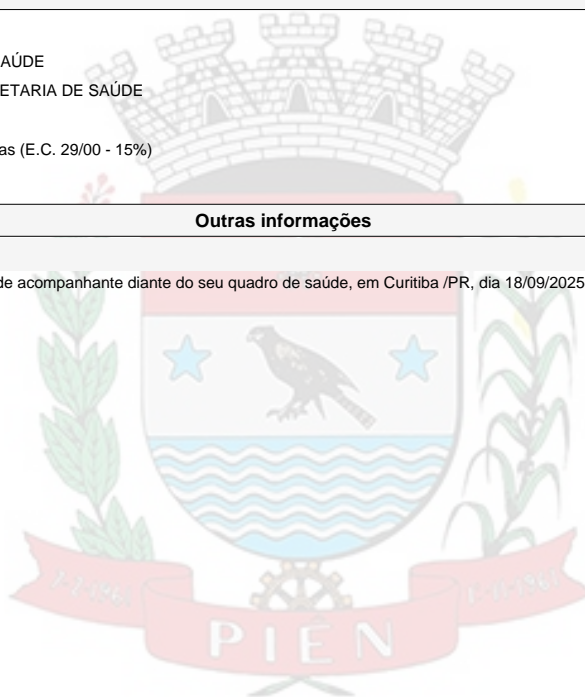 AÚDE
ETARIA DE SAÚDE
as (E.C. 29/00 - 15%)
Outras informações
de acompanhante diante do seu quadro de saúde, em Curitiba /PR, dia 18/09/2025
PIÊN